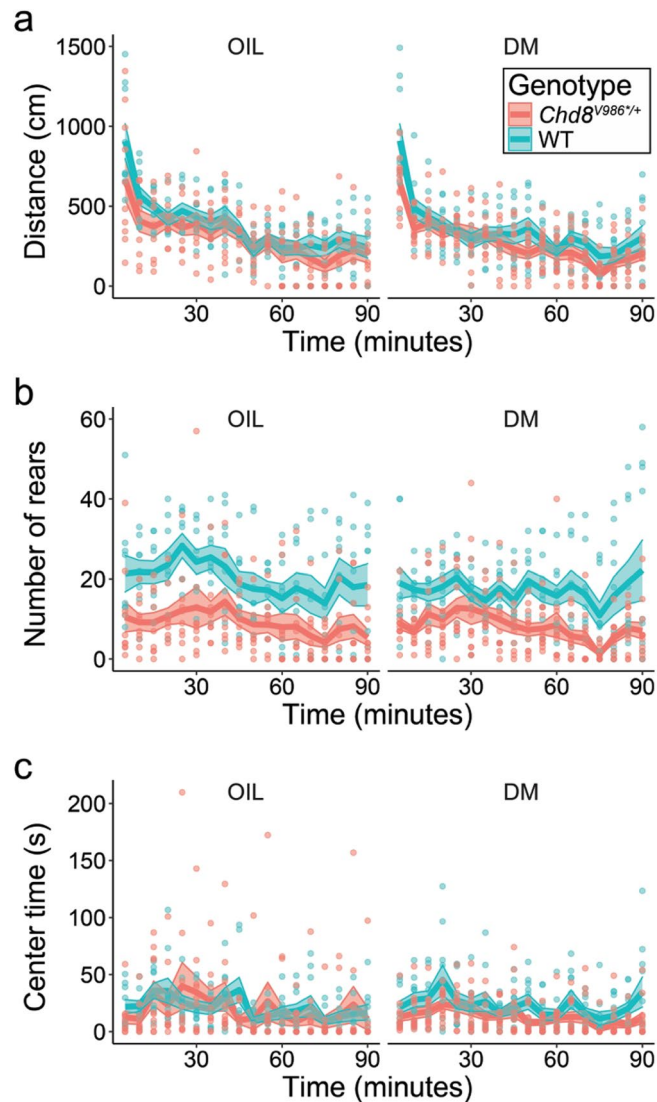 a
OIL
DM
Genotype
Chd8V986*/+
WT
Distance (cm)
1500
1000
500
0
30
60
90
30
60
90
Time (minutes)
Time (minutes)
b
OIL
DM
Number of rears
60
40
20
0
30
60
90
30
60
90
Time (minutes)
Time (minutes)
c
OIL
DM
Center time (s)
200
150
100
50
0
30
60
90
30
60
90
Time (minutes)
Time (minutes)